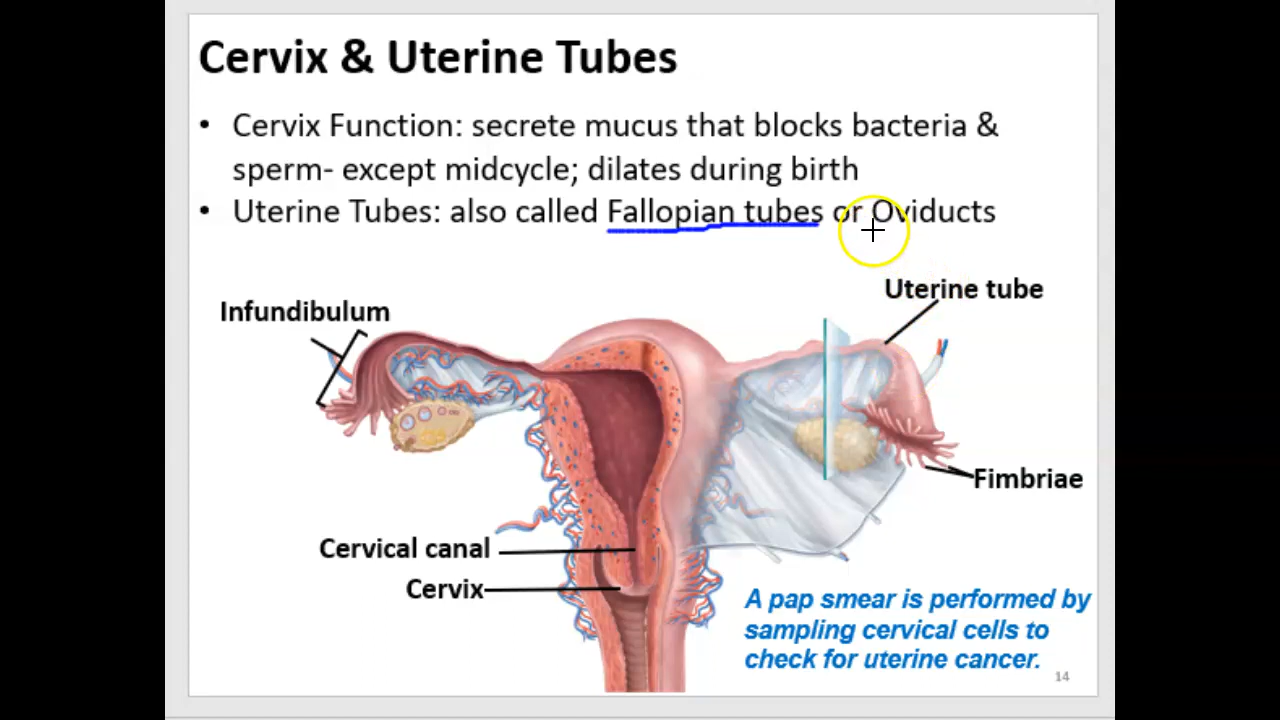 Cervix & Uterine Tubes
• Cervix Function: secrete mucus that blocks bacteria &
sperm- except midcycle; dilates during birth
• Uterine Tubes: also called Fallopian tubes or Oviducts
Uterine tube
Infundibulum
Fimbriae
Cervical canal
Cervix
A pap smear is performed by
sampling cervical cells to
check for uterine cancer.
14